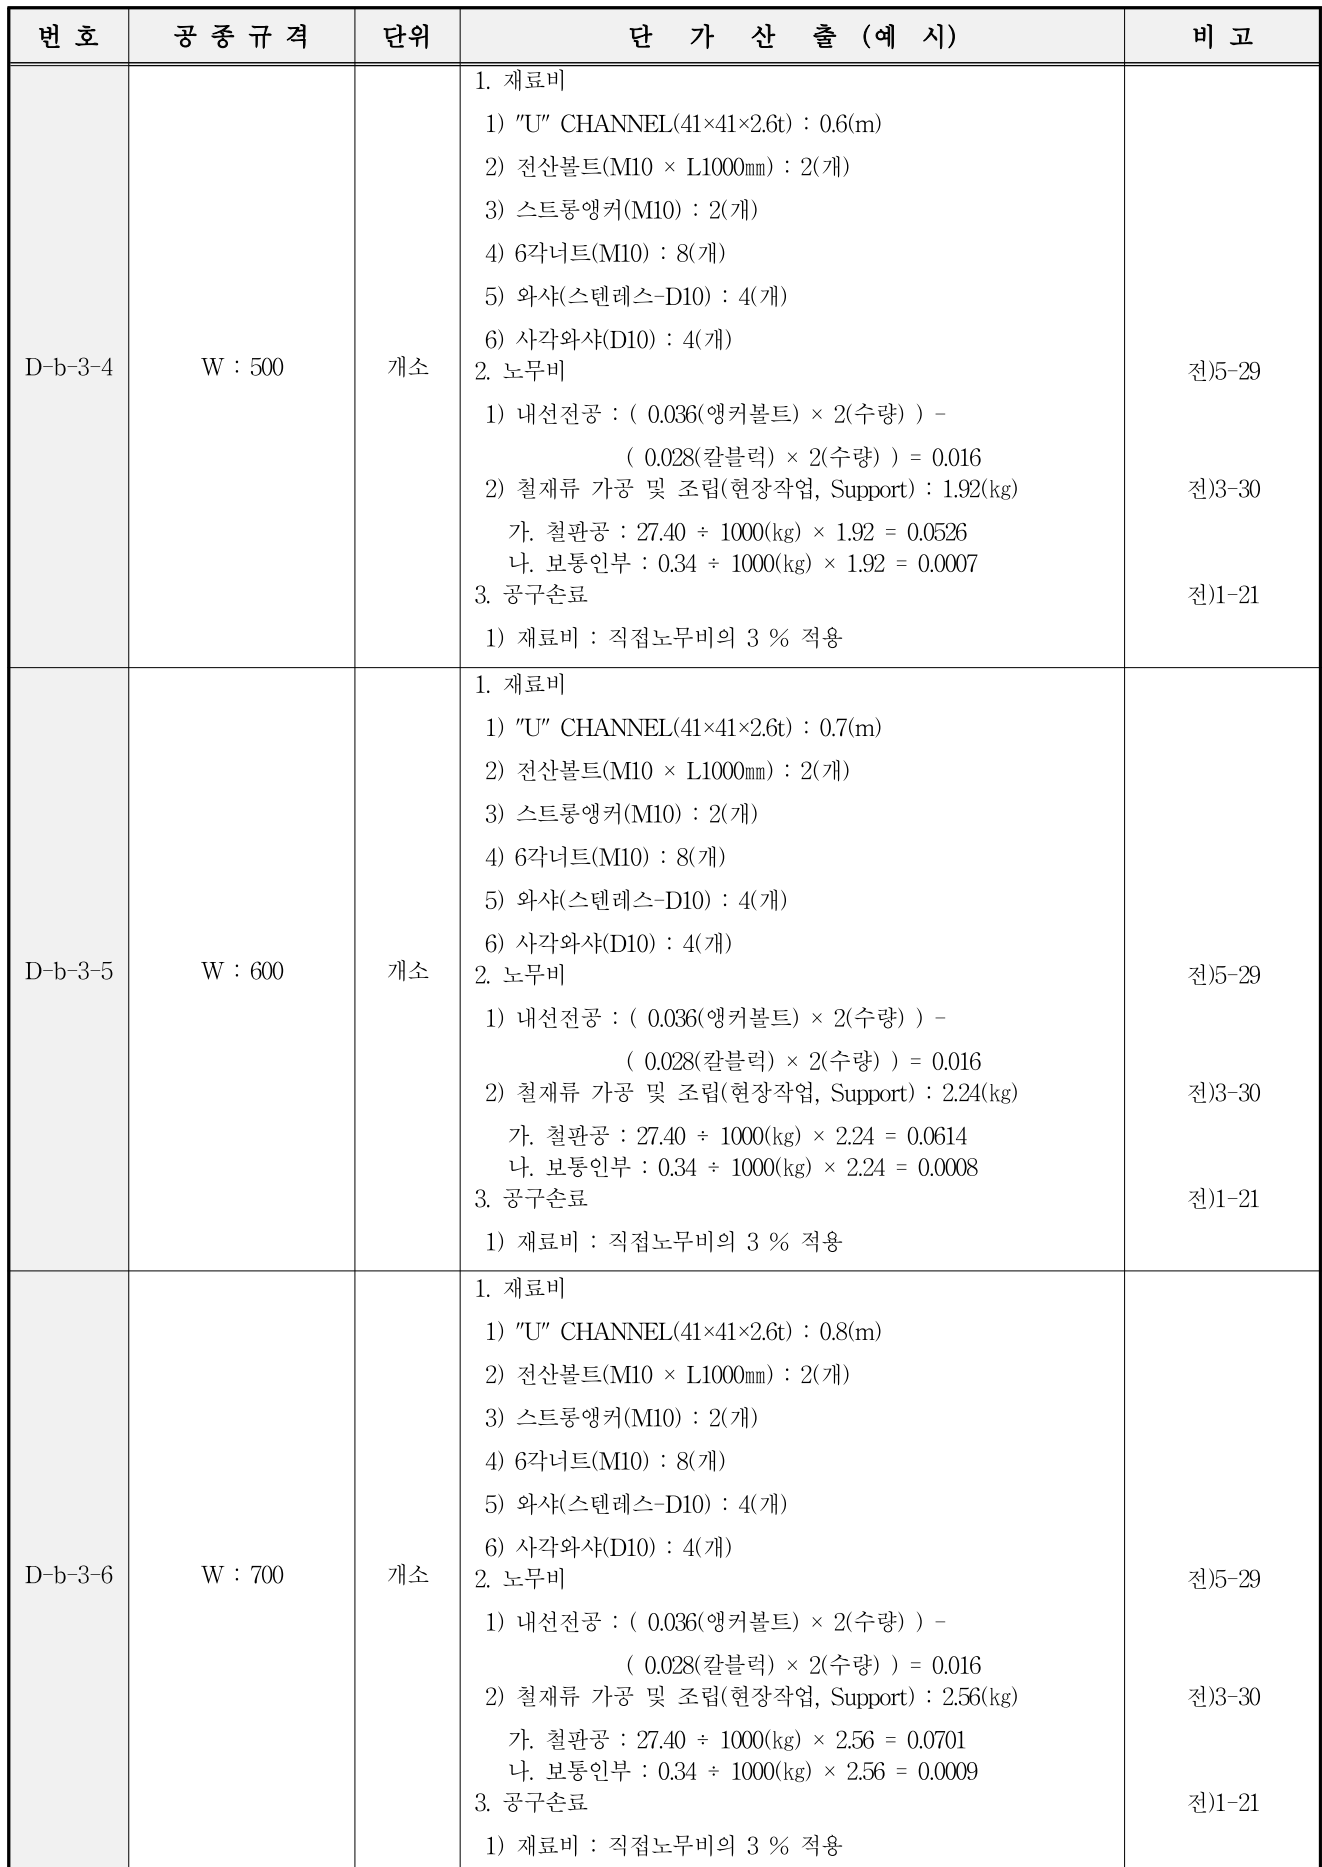 번 호 공 종 규 격 단위 단 가 산 출 (예 시) 비 고
1. 재료비
1) "U" CHANNEL(41×41×2.6t) : 0.6(m)
2) 전산볼트(M10 × L1000㎜) : 2(개)
3) 스트롱앵커(M10) : 2(개)
4) 6각너트(M10) : 8(개)
5) 와샤(스텐레스-D10) : 4(개)
6) 사각와샤(D10) : 4(개)
D-b-3-4 W : 500 개소
2. 노무비 전)5-29
1) 내선전공 : ( 0.036(앵커볼트) × 2(수량) ) -
( 0.028(칼블럭) × 2(수량) ) = 0.016
2) 철재류 가공 및 조립(현장작업, Support) : 1.92(㎏) 전)3-30
가. 철판공 : 27.40 ÷ 1000(㎏) × 1.92 = 0.0526
나. 보통인부 : 0.34 ÷ 1000(㎏) × 1.92 = 0.0007
3. 공구손료 전)1-21
1) 재료비 : 직접노무비의 3 % 적용
1. 재료비
1) "U" CHANNEL(41×41×2.6t) : 0.7(m)
2) 전산볼트(M10 × L1000㎜) : 2(개)
3) 스트롱앵커(M10) : 2(개)
4) 6각너트(M10) : 8(개)
5) 와샤(스텐레스-D10) : 4(개)
6) 사각와샤(D10) : 4(개)
D-b-3-5 W : 600 개소
2. 노무비 전)5-29
1) 내선전공 : ( 0.036(앵커볼트) × 2(수량) ) -
( 0.028(칼블럭) × 2(수량) ) = 0.016
2) 철재류 가공 및 조립(현장작업, Support) : 2.24(㎏) 전)3-30
가. 철판공 : 27.40 ÷ 1000(㎏) × 2.24 = 0.0614
나. 보통인부 : 0.34 ÷ 1000(㎏) × 2.24 = 0.0008
3. 공구손료 전)1-21
1) 재료비 : 직접노무비의 3 % 적용
1. 재료비
1) "U" CHANNEL(41×41×2.6t) : 0.8(m)
2) 전산볼트(M10 × L1000㎜) : 2(개)
3) 스트롱앵커(M10) : 2(개)
4) 6각너트(M10) : 8(개)
5) 와샤(스텐레스-D10) : 4(개)
6) 사각와샤(D10) : 4(개)
D-b-3-6 W : 700 개소
2. 노무비 전)5-29
1) 내선전공 : ( 0.036(앵커볼트) × 2(수량) ) -
( 0.028(칼블럭) × 2(수량) ) = 0.016
2) 철재류 가공 및 조립(현장작업, Support) : 2.56(㎏) 전)3-30
가. 철판공 : 27.40 ÷ 1000(㎏) × 2.56 = 0.0701
나. 보통인부 : 0.34 ÷ 1000(㎏) × 2.56 = 0.0009
3. 공구손료 전)1-21
1) 재료비 : 직접노무비의 3 % 적용